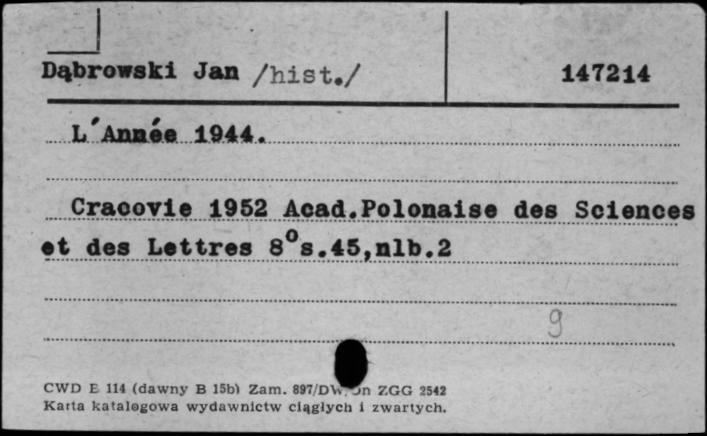 Dąbrowski Jan /hist./ 147214
L'Année 1944.
Cracovie 1952 Acad.Polonaise des Sciences
et des Lettres 8°s.45,nlb.2
9
CWD E 114 (dawny B 15b) Zam. 897/DW. ZGG 2542
Karta katalogowa wydawnictw ciągłych i zwartych.